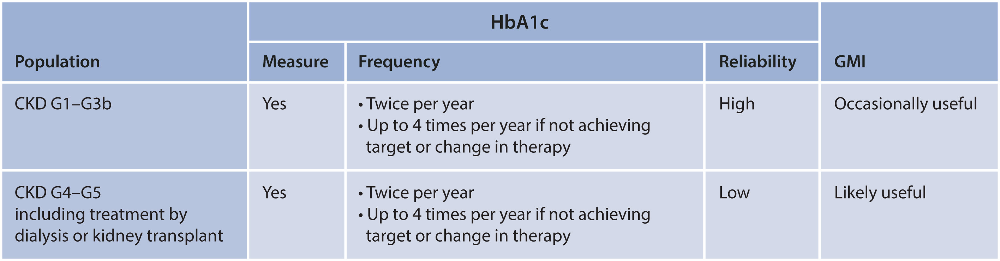 HbA1c
Population
Measure
Frequency
Reliability
GMI
CKD G1–G3b
Yes
• Twice per year
• Up to 4 times per year if not achieving
target or change in therapy
High
Occasionally useful
CKD G4–G5
including treatment by
dialysis or kidney transplant
Yes
• Twice per year
• Up to 4 times per year if not achieving
target or change in therapy
Low
Likely useful